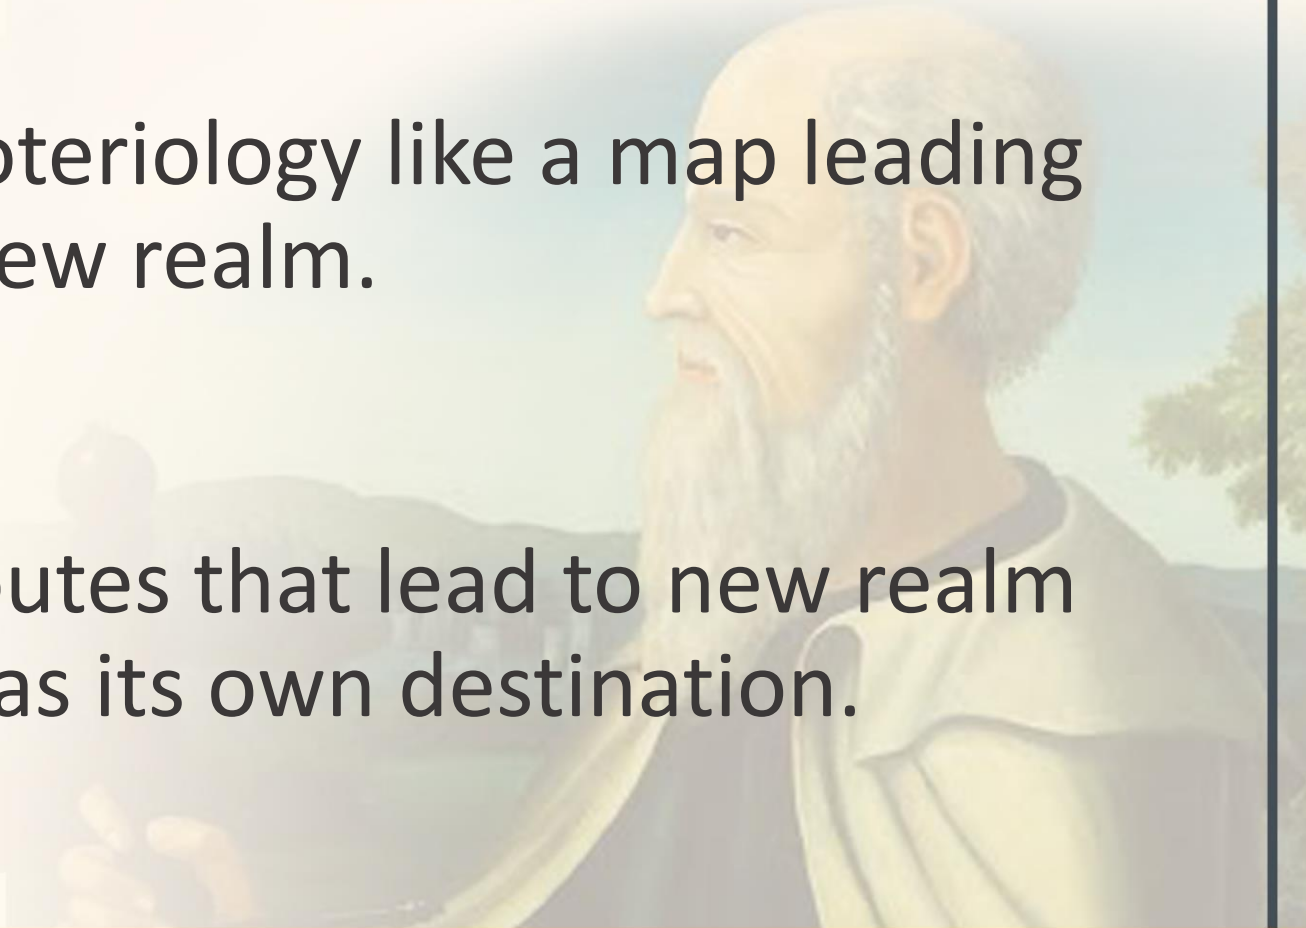 oteriology like a map leading
ew realm.
outes that lead to new realm
as its own destination.